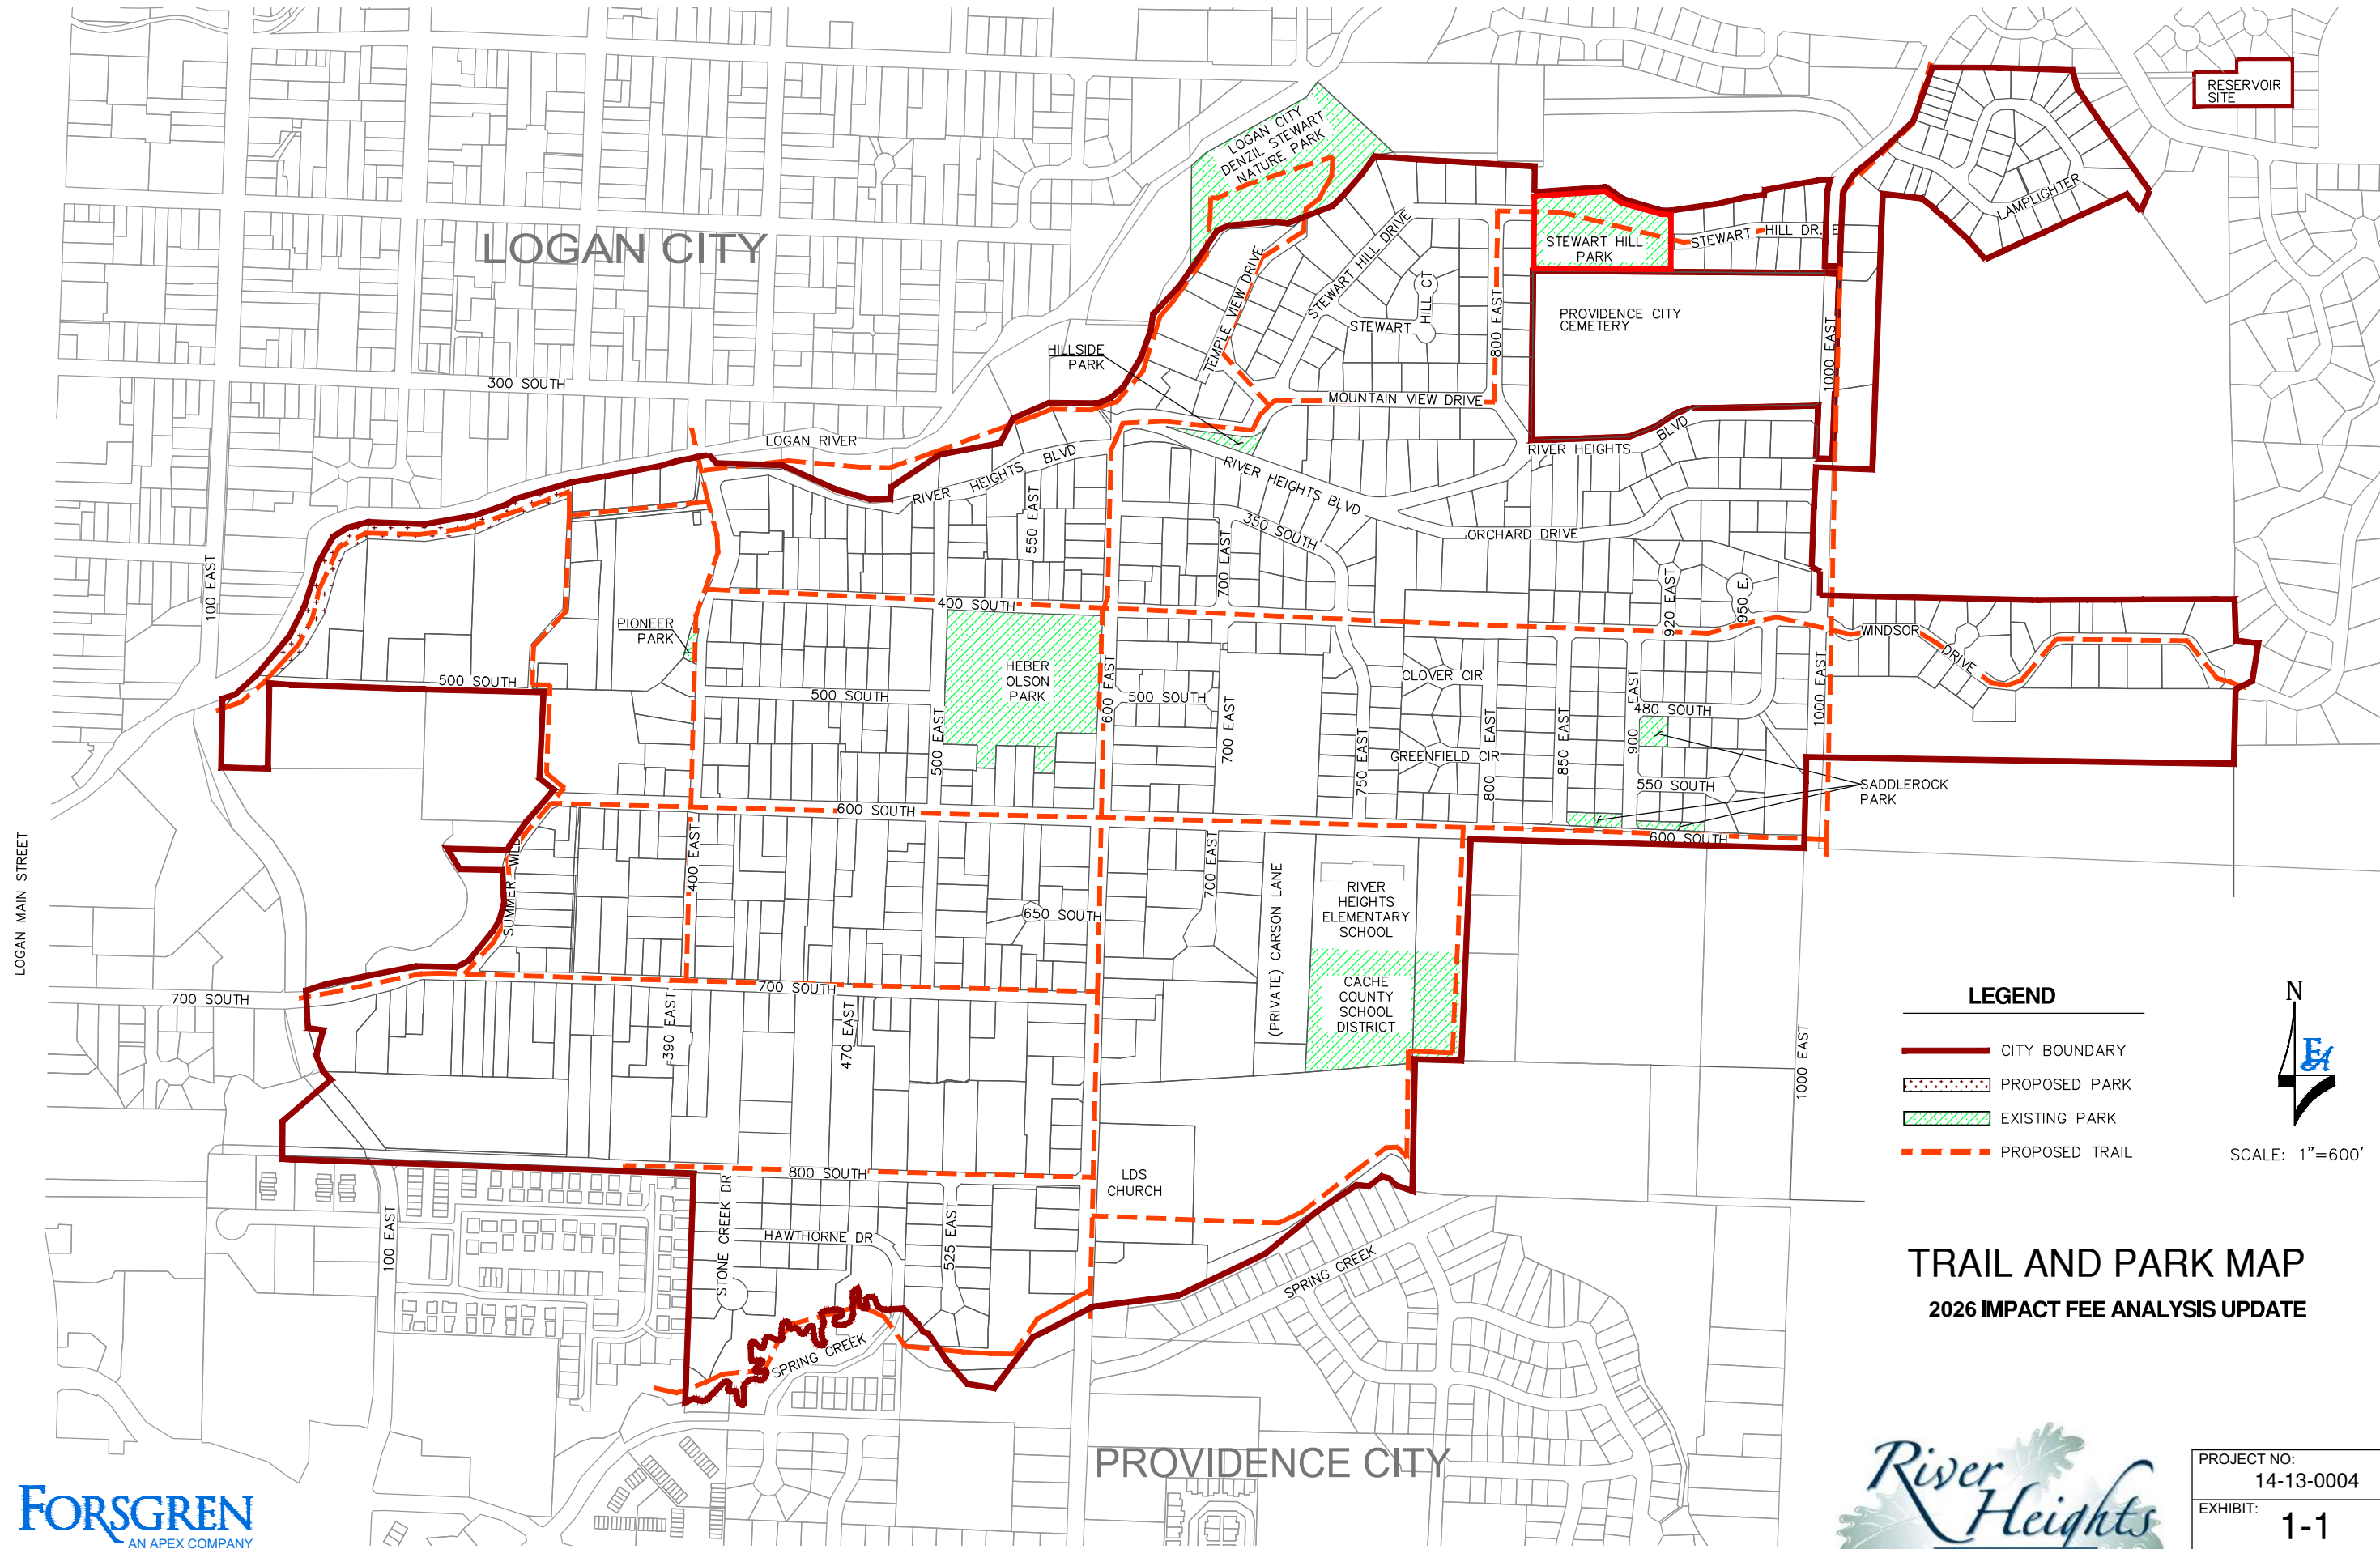 RESERVOIR
SITE
LOGAN CITY
DENZIL STEWART
NATURE PARK
LAMPLIGHTER
LOGAN CITY
STEWART HILL
PARK
STEWART HILL DR. E
STEWART HILL DRIVE
TEMPLE VIEW DRIVE
STEWART
HILL CT
800 EAST
PROVIDENCE CITY
CEMETERY
1000 EAST
HILLSIDE
PARK
300 SOUTH
MOUNTAIN VIEW DRIVE
LOGAN RIVER
RIVER HEIGHTS BLVD
RIVER HEIGHTS BLVD
RIVER HEIGHTS BLVD
550 EAST
350 SOUTH
ORCHARD DRIVE
100 EAST
700 EAST
920 EAST
950 E.
400 SOUTH
PIONEER
PARK
WINDSOR
DRIVE
HEBER
OLSON
PARK
600 EAST
CLOVER CIR
500 SOUTH
500 SOUTH
500 SOUTH
700 EAST
500 EAST
750 EAST
GREENFIELD CIR
800 EAST
850 EAST
900 EAST
480 SOUTH
1000 EAST
550 SOUTH
SADDLEROCK
PARK
600 SOUTH
600 SOUTH
LOGAN MAIN STREET
SUMMER WILD
400 EAST
700 EAST
(PRIVATE) CARSON LANE
RIVER
HEIGHTS
ELEMENTARY
SCHOOL
650 SOUTH
CACHE
COUNTY
SCHOOL
DISTRICT
700 SOUTH
700 SOUTH
390 EAST
470 EAST
1000 EAST
LEGEND
CITY BOUNDARY
PROPOSED PARK
EXISTING PARK
PROPOSED TRAIL
N
EA
SCALE: 1"=600'
800 SOUTH
LDS
CHURCH
100 EAST
STONE CREEK DR
HAWTHORNE DR
525 EAST
SPRING CREEK
SPRING CREEK
TRAIL AND PARK MAP
2026 IMPACT FEE ANALYSIS UPDATE
PROVIDENCE CITY
FORSGREN
AN APEX COMPANY
River
Heights
PROJECT NO:
14-13-0004
EXHIBIT:
1-1